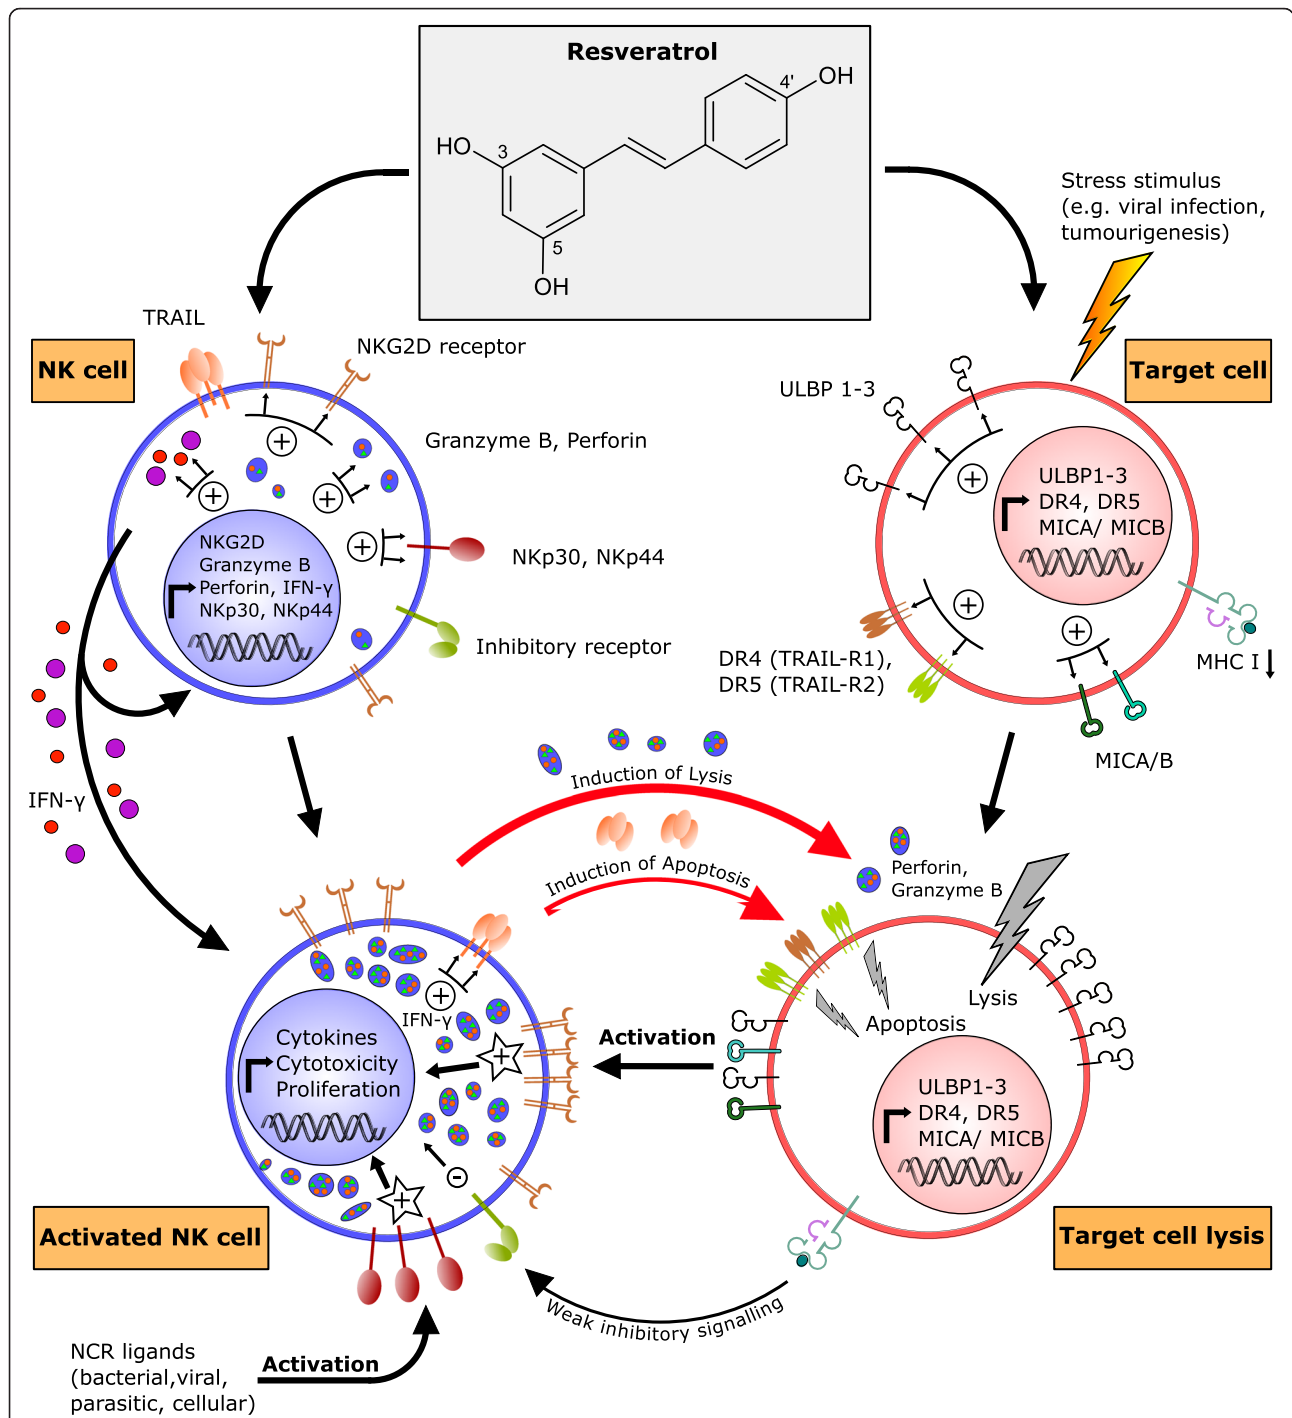 Resveratrol
OH
4'
HO
3
5
OH
Stress stimulus
(e.g. viral infection,
tumourigenesis)
TRAIL
NKG2D receptor
NK cell
Target cell
ULBP 1-3
Granzyme B, Perforin
+
+
+
+
NKp30, NKp44
NKG2D
Granzyme B
Perforin, IFN-γ
NKp30, NKp44
Inhibitory receptor
+
ULBP1-3
DR4, DR5
MICA/ MICB
+
+
DR4 (TRAIL-R1),
DR5 (TRAIL-R2)
MHC I
MICA/B
IFN-γ
Induction of Lysis
Induction of Apoptosis
Perforin,
Granzyme B
Lysis
Apoptosis
+
IFN-γ
+
Cytokines
Cytotoxicity
Proliferation
Activation
ULBP1-3
DR4, DR5
MICA/ MICB
-
+
Activated NK cell
Target cell lysis
Weak inhibitory signalling
NCR ligands
(bacterial,viral,
parasitic, cellular)
Activation